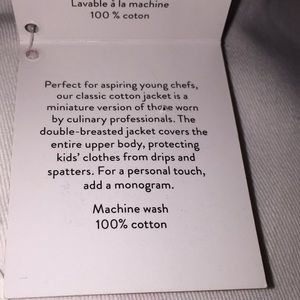 Lavable à la machine
100 % coton
Perfect for aspiring young chefs,
our classic cotton jacket is a
miniature version of those worn
by culinary professionals. The
double-breasted jacket covers the
entire upper body, protecting
kids' clothes from drips and
spatters. For a personal touch,
add a monogram.
Machine wash
100% cotton